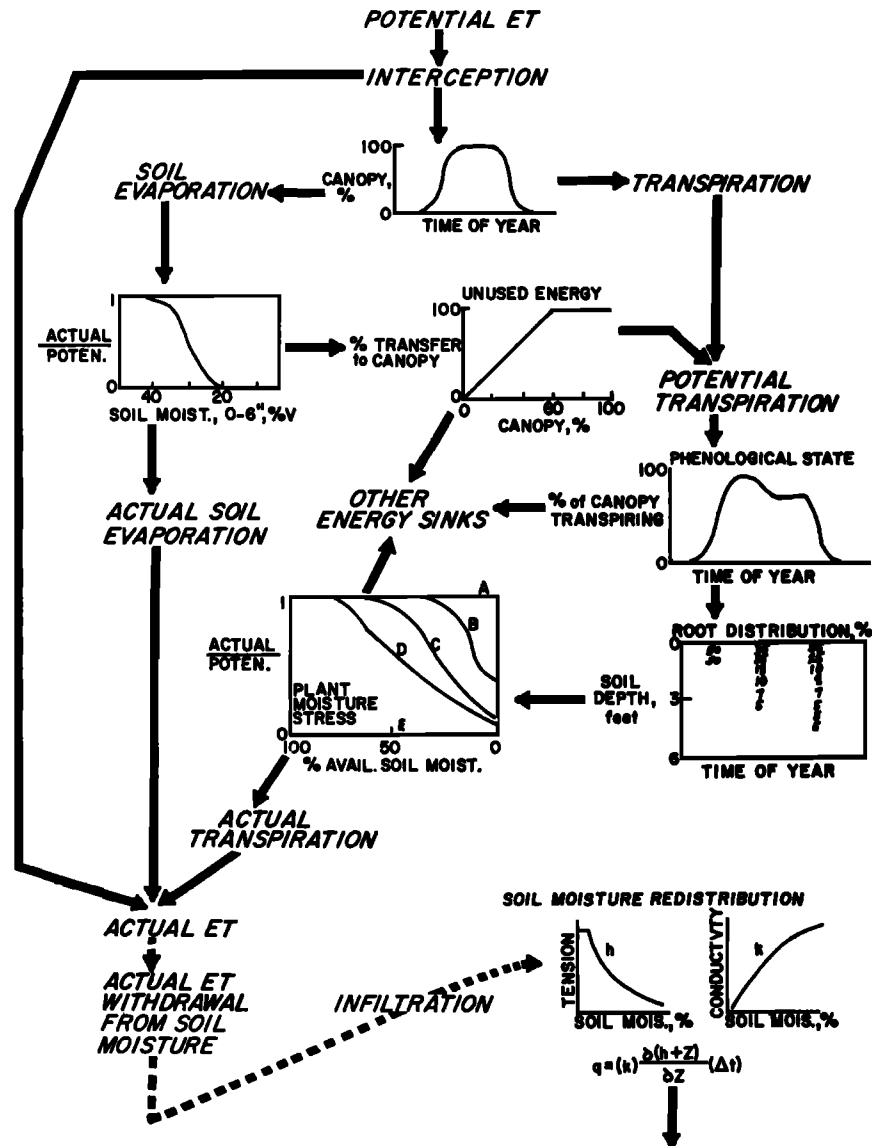 POTENTIAL ET
INTERCEPTION
SOIL
EVAPORATION
CANOPY,
%
100
0
TIME OF YEAR
TRANSPIRATION
ACTUAL
POTEN.
1
0
40
20
SOIL MOIST., 0-6", %V
% TRANSFER
to CANOPY
UNUSED ENERGY
100
0
0
100
CANOPY, %
POTENTIAL
TRANSPIRATION
PHENOLOGICAL STATE
100
0
% of CANOPY
TRANSPIRING
TIME OF YEAR
ACTUAL SOIL
EVAPORATION
OTHER
ENERGY SINKS
ACTUAL
POTEN.
1
0
A
B
C
D
E
PLANT
MOISTURE
STRESS
100
50
0
% AVAIL. SOIL MOIST.
ROOT DISTRIBUTION, %
SOIL
DEPTH,
feet
0
3
6
TIME OF YEAR
ACTUAL
TRANSPIRATION
ACTUAL ET
ACTUAL ET
WITHDRAWAL
FROM SOIL
MOISTURE
INFILTRATION
SOIL MOISTURE REDISTRIBUTION
TENSION
h
SOIL MOIS., %
CONDUCTVTY
k
SOIL MOIS., %
q = (k) ∂(h+Z)/∂Z (Δt)